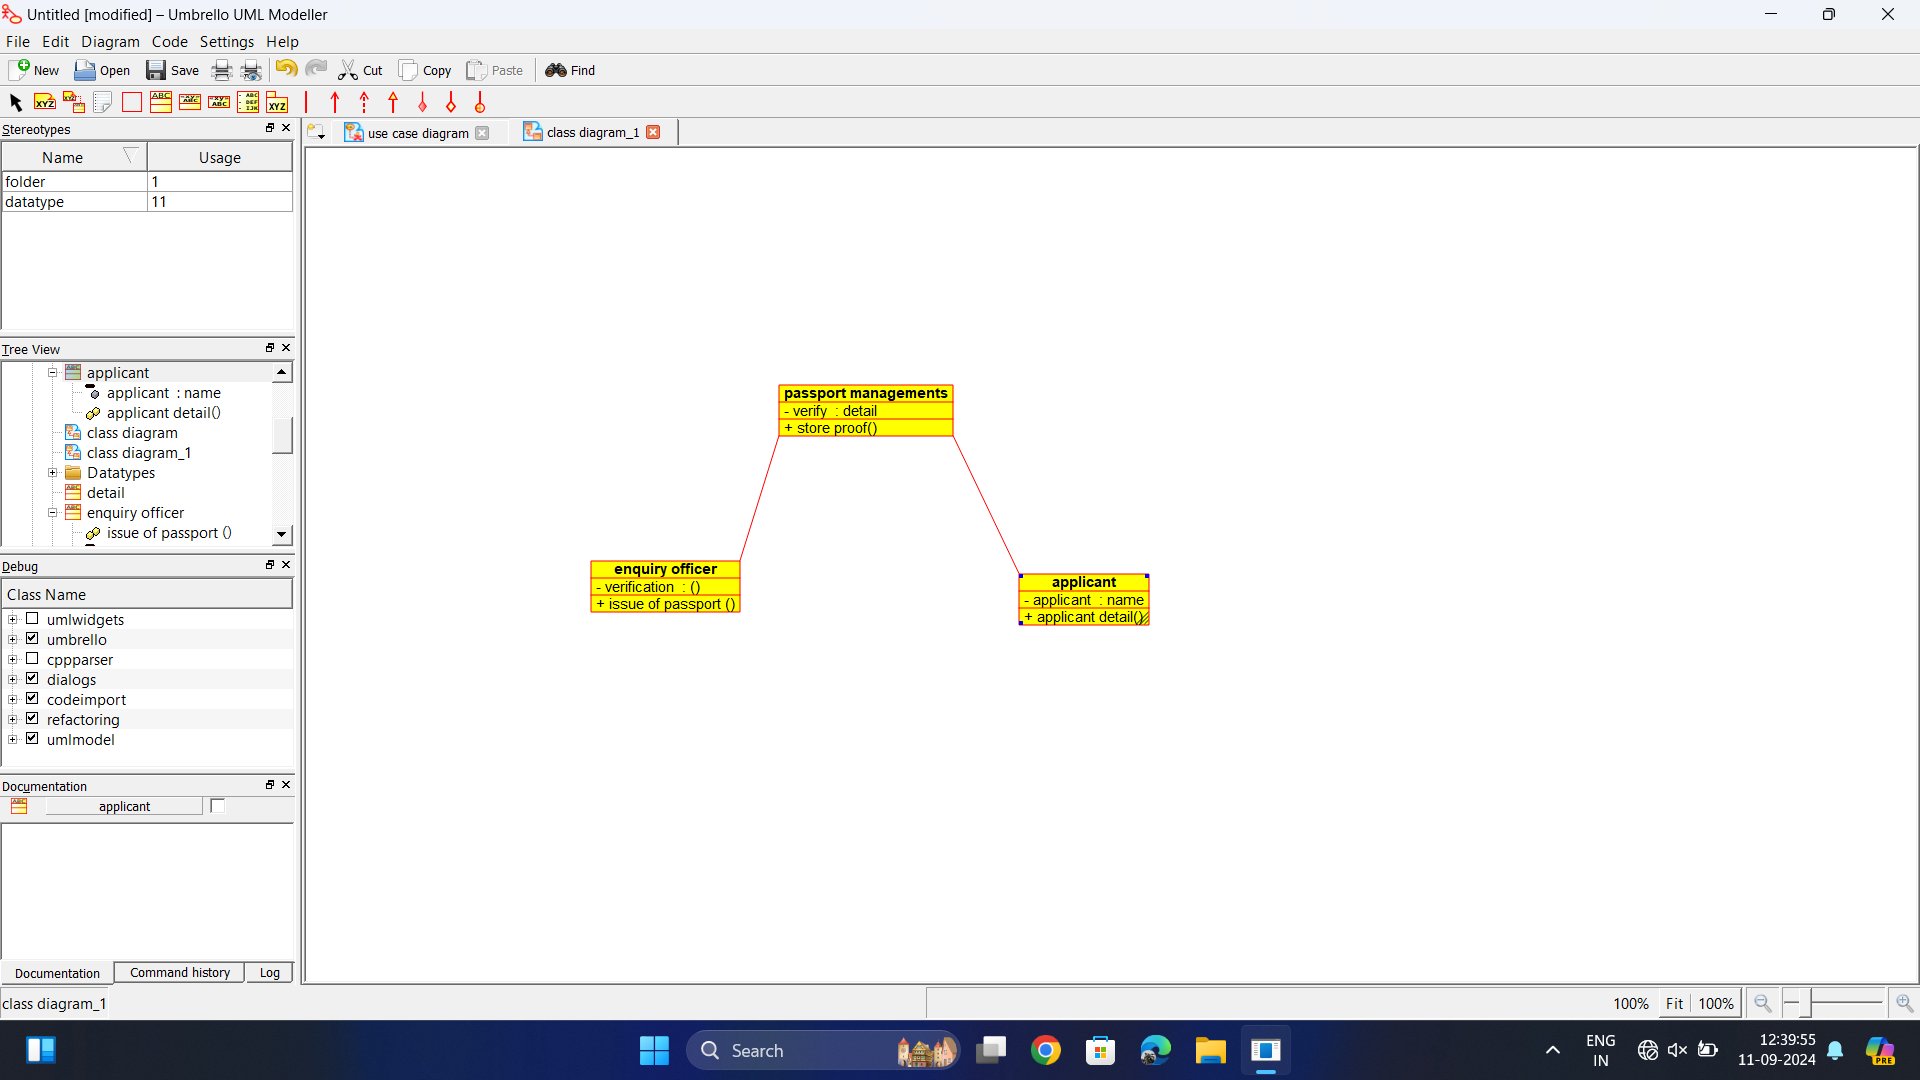 Untitled [modified] – Umbrello UML Modeller
File Edit Diagram Code Settings Help
New Open Save Cut Copy Paste Find
Stereotypes
Name Usage
folder 1
datatype 11
Tree View
applicant
applicant : name
applicant detail()
class diagram
class diagram_1
Datatypes
detail
enquiry officer
issue of passport ()
Debug
Class Name
umlwidgets
umbrello
cppparser
dialogs
codeimport
refactoring
umlmodel
Documentation
applicant
Documentation Command history Log
class diagram_1
use case diagram class diagram_1
passport managements
- verify : detail
+ store proof()
enquiry officer
- verification : ()
+ issue of passport ()
applicant
- applicant : name
+ applicant detail()
100% Fit 100%
Search
ENG
IN
12:39:55
11-09-2024
PRE